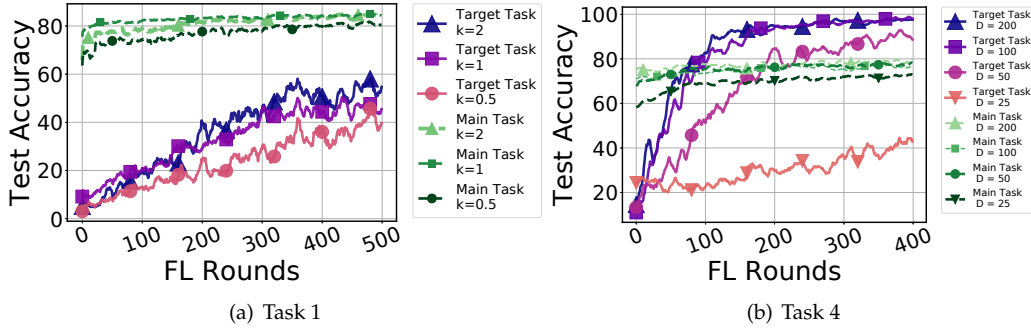 Test Accuracy
80
60
40
20
0
0
100
200
300
400
500
FL Rounds
Target Task
k=2
Target Task
k=1
Target Task
k=0.5
Main Task
k=2
Main Task
k=1
Main Task
k=0.5
(a) Task 1
Test Accuracy
100
80
60
40
20
0
100
200
300
400
FL Rounds
Target Task
D = 200
Target Task
D = 100
Target Task
D = 50
Target Task
D = 25
Main Task
D = 200
Main Task
D = 100
Main Task
D = 50
Main Task
D = 25
(b) Task 4